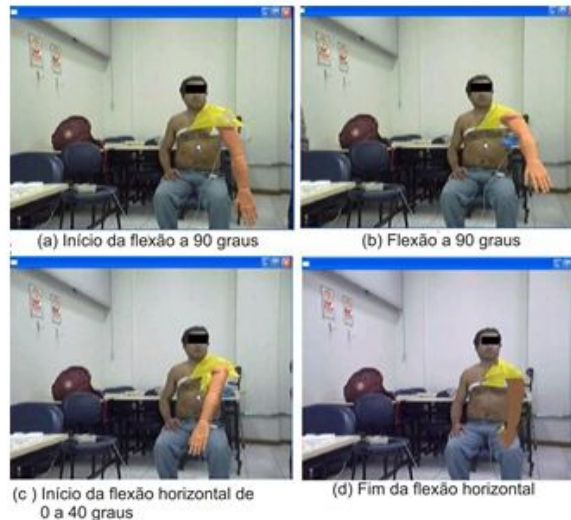 (a) Início da flexão a 90 graus
(b) Flexão a 90 graus
(c ) Início da flexão horizontal de
0 a 40 graus
(d) Fim da flexão horizontal